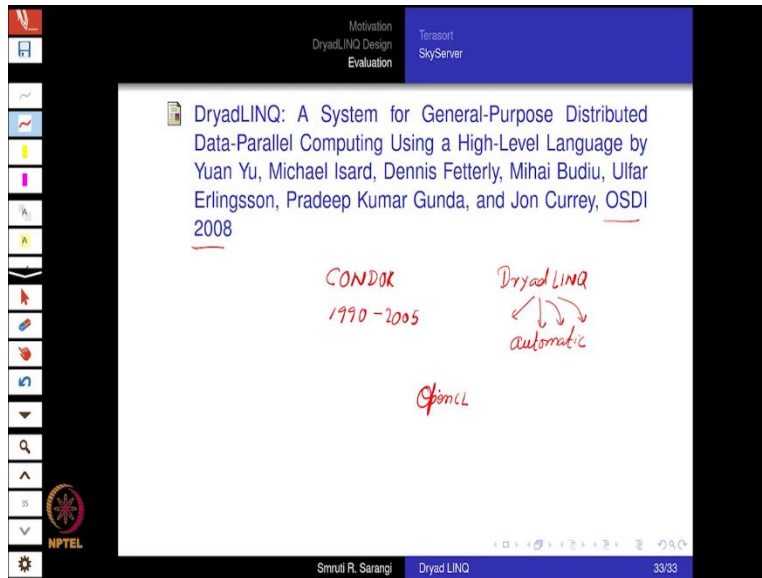 Motivation
DryadLINQ Design
Evaluation
Terasort
SkyServer
DryadLINQ: A System for General-Purpose Distributed
Data-Parallel Computing Using a High-Level Language by
Yuan Yu, Michael Isard, Dennis Fetterly, Mihai Budiu, Ulfar
Erlingsson, Pradeep Kumar Gunda, and Jon Currey, OSDI
2008
CONDOR
DryadLINQ
1990-2005
automatic
OpenCL
35
NPTEL
Smruti R. Sarangi
Dryad LINQ
33/33